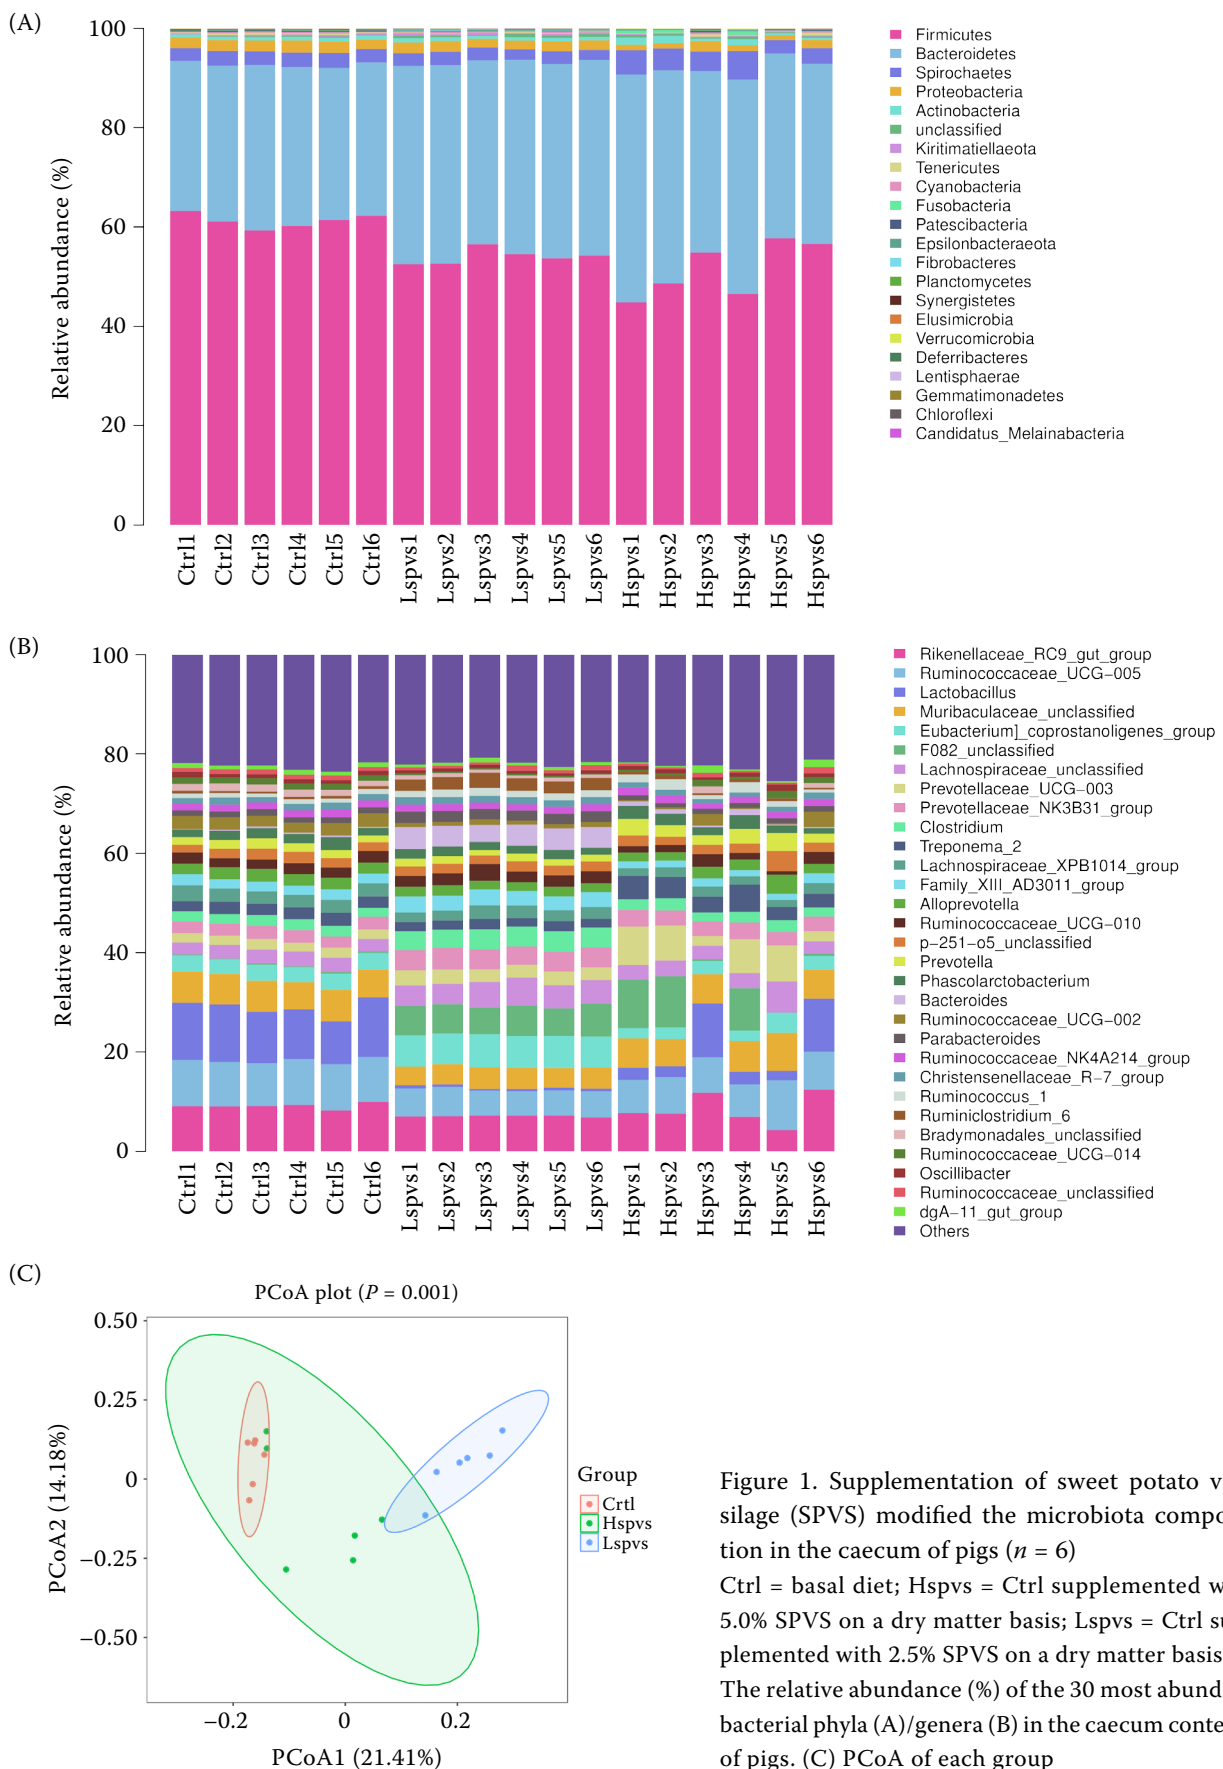 (A)
100
80
60
40
20
0
Relative abundance (%)
Ctrl1
Ctrl2
Ctrl3
Ctrl4
Ctrl5
Ctrl6
Lspvs1
Lspvs2
Lspvs3
Lspvs4
Lspvs5
Lspvs6
Hspvs1
Hspvs2
Hspvs3
Hspvs4
Hspvs5
Hspvs6
Firmicutes
Bacteroidetes
Spirochaetes
Proteobacteria
Actinobacteria
unclassified
Kiritimatiellaeota
Tenericutes
Cyanobacteria
Fusobacteria
Patescibacteria
Epsilonbacteraeota
Fibrobacteres
Planctomycetes
Synergistetes
Elusimicrobia
Verrucomicrobia
Deferribacteres
Lentisphaerae
Gemmatimonadetes
Chloroflexi
Candidatus_Melainabacteria
(B)
100
80
60
40
20
0
Relative abundance (%)
Ctrl1
Ctrl2
Ctrl3
Ctrl4
Ctrl5
Ctrl6
Lspvs1
Lspvs2
Lspvs3
Lspvs4
Lspvs5
Lspvs6
Hspvs1
Hspvs2
Hspvs3
Hspvs4
Hspvs5
Hspvs6
Rikenellaceae_RC9_gut_group
Ruminococcaceae_UCG−005
Lactobacillus
Muribaculaceae_unclassified
Eubacterium]_coprostanoligenes_group
F082_unclassified
Lachnospiraceae_unclassified
Prevotellaceae_UCG−003
Prevotellaceae_NK3B31_group
Clostridium
Treponema_2
Lachnospiraceae_XPB1014_group
Family_XIII_AD3011_group
Alloprevotella
Ruminococcaceae_UCG−010
p−251−o5_unclassified
Prevotella
Phascolarctobacterium
Bacteroides
Ruminococcaceae_UCG−002
Parabacteroides
Ruminococcaceae_NK4A214_group
Christensenellaceae_R−7_group
Ruminococcus_1
Ruminiclostridium_6
Bradymonadales_unclassified
Ruminococcaceae_UCG−014
Oscillibacter
Ruminococcaceae_unclassified
dgA−11_gut_group
Others
(C)
PCoA plot (P = 0.001)
0.50
0.25
0
−0.25
−0.50
PCoA2 (14.18%)
−0.2
0
0.2
PCoA1 (21.41%)
Group
Crtl
Hspvs
Lspvs
Figure 1. Supplementation of sweet potato v
silage (SPVS) modified the microbiota compo
tion in the caecum of pigs (n = 6)
Ctrl = basal diet; Hspvs = Ctrl supplemented w
5.0% SPVS on a dry matter basis; Lspvs = Ctrl su
plemented with 2.5% SPVS on a dry matter basis
The relative abundance (%) of the 30 most abund
bacterial phyla (A)/genera (B) in the caecum conte
of pigs. (C) PCoA of each group